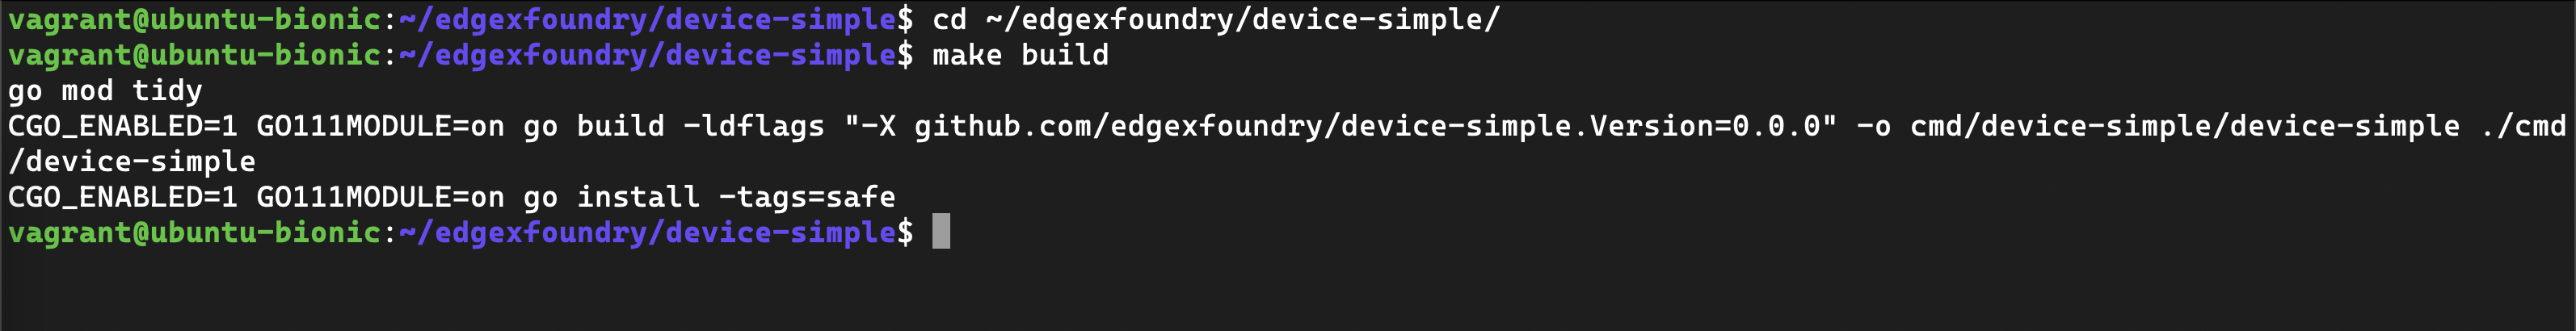 vagrant@ubuntu-bionic:~/edgexfoundry/device-simple$ cd ~/edgexfoundry/device-simple/
vagrant@ubuntu-bionic:~/edgexfoundry/device-simple$ make build
go mod tidy
CGO_ENABLED=1 GO111MODULE=on go build -ldflags "-X github.com/edgexfoundry/device-simple.Version=0.0.0" -o cmd/device-simple/device-simple ./cmd
/device-simple
CGO_ENABLED=1 GO111MODULE=on go install -tags=safe
vagrant@ubuntu-bionic:~/edgexfoundry/device-simple$